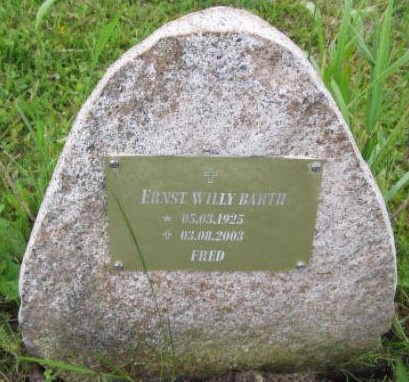 ERNST WILLY BARTH
* 05.03.1925
✝ 03.08.2003
FRED